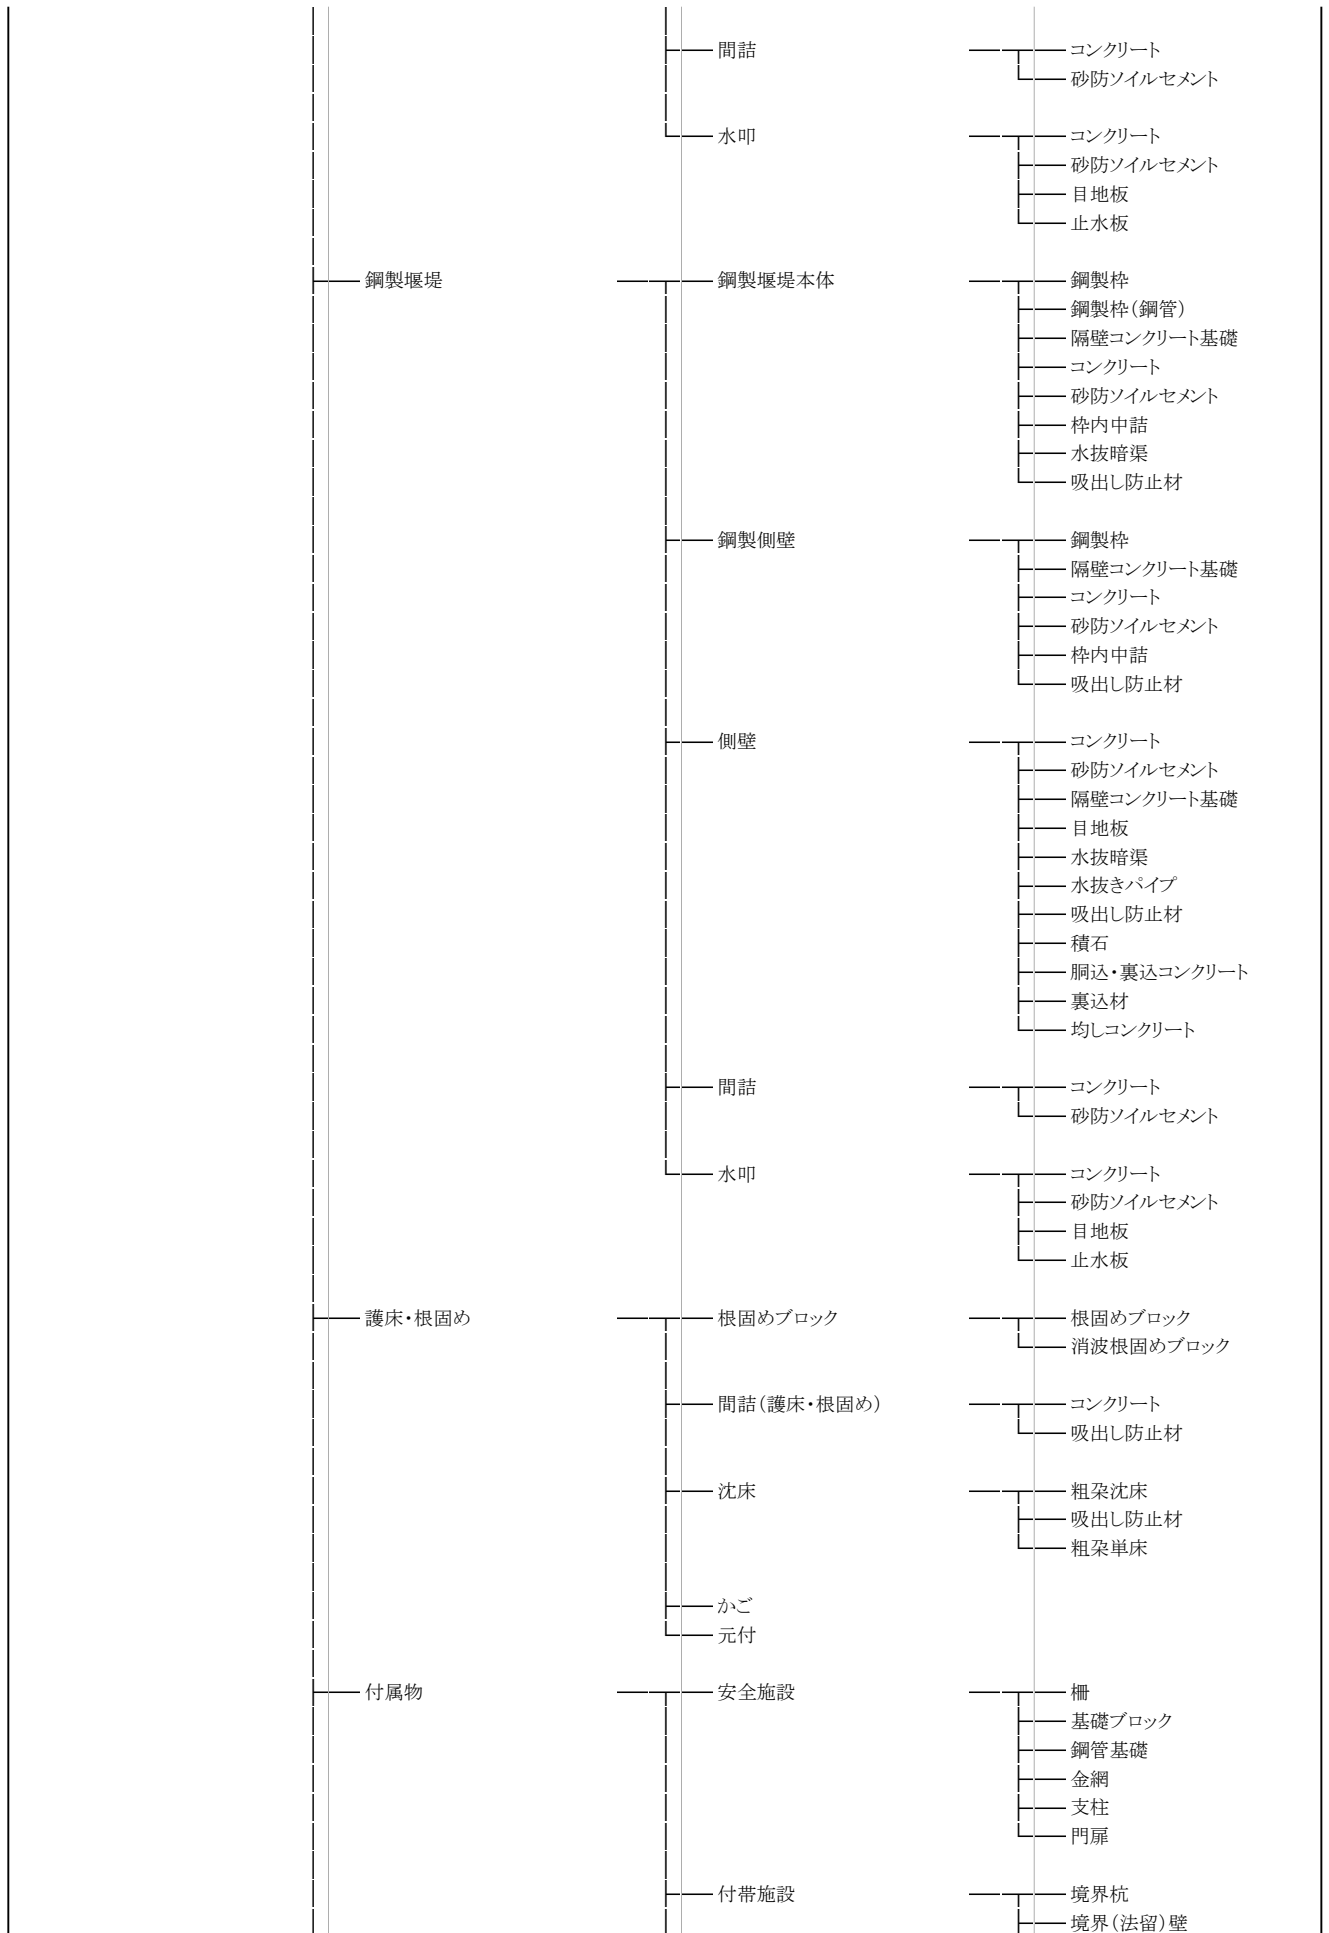 間詰 コンクリート
砂防ソイルセメント
水叩 コンクリート
砂防ソイルセメント
目地板
止水板
鋼製堰堤 鋼製堰堤本体 鋼製枠
鋼製枠(鋼管)
隔壁コンクリート基礎
コンクリート
砂防ソイルセメント
枠内中詰
水抜暗渠
吸出し防止材
鋼製側壁 鋼製枠
隔壁コンクリート基礎
コンクリート
砂防ソイルセメント
枠内中詰
吸出し防止材
側壁 コンクリート
砂防ソイルセメント
隔壁コンクリート基礎
目地板
水抜暗渠
水抜きパイプ
吸出し防止材
積石
胴込・裏込コンクリート
裏込材
均しコンクリート
間詰 コンクリート
砂防ソイルセメント
水叩 コンクリート
砂防ソイルセメント
目地板
止水板
護床・根固め 根固めブロック 根固めブロック
消波根固めブロック
間詰(護床・根固め) コンクリート
吸出し防止材
沈床 粗朶沈床
吸出し防止材
粗朶単床
かご
元付
付属物 安全施設 柵
基礎ブロック
鋼管基礎
金網
支柱
門扉
付帯施設 境界杭
境界(法留)壁